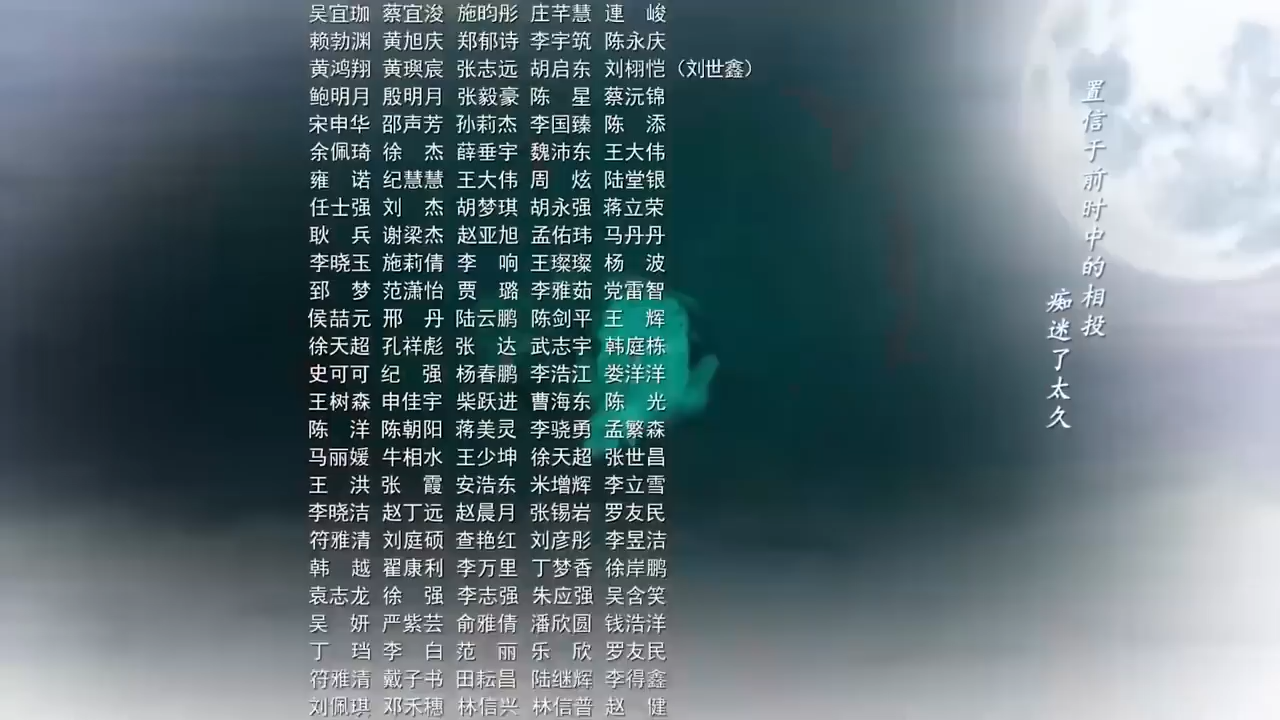 吴宜珈 蔡宜浚 施昀彤 庄芊慧 連　峻
赖勃渊 黄旭庆 郑郁诗 李宇筑 陈永庆
黄鸿翔 黄璵宸 张志远 胡启东 刘栩恺（刘世鑫）
鲍明月 殷明月 张毅豪 陈　星 蔡沅锦
宋申华 邵声芳 孙莉杰 李国臻 陈　添
余佩琦 徐　杰 薛垂宇 魏沛东 王大伟
雍　诺 纪慧慧 王大伟 周　炫 陆堂银
任士强 刘　杰 胡梦琪 胡永强 蒋立荣
耿　兵 谢梁杰 赵亚旭 孟佑玮 马丹丹
李晓玉 施莉倩 李　响 王璨璨 杨　波
郅　梦 范潇怡 贾　璐 李雅茹 党雷智
侯喆元 邢　丹 陆云鹏 陈剑平 王　辉
徐天超 孔祥彪 张　达 武志宇 韩庭栋
史可可 纪　强 杨春鹏 李浩江 娄洋洋
王树森 申佳宇 柴跃进 曹海东 陈　光
陈　洋 陈朝阳 蒋美灵 李骁勇 孟繁森
马丽媛 牛相水 王少坤 徐天超 张世昌
王　洪 张　霞 安浩东 米增辉 李立雪
李晓洁 赵丁远 赵晨月 张锡岩 罗友民
符雅清 刘庭硕 查艳红 刘彦彤 李昱洁
韩　越 翟康利 李万里 丁梦香 徐岸鹏
袁志龙 徐　强 李志强 朱应强 吴含笑
吴　妍 严紫芸 俞雅倩 潘欣圆 钱浩洋
丁　珰 李　白 范　丽 乐　欣 罗友民
符雅清 戴子书 田耘昌 陆继辉 李得鑫
刘佩琪 邓禾穗 林信兴 林信普 赵　健
置信于前时中的相投
痴迷了太久